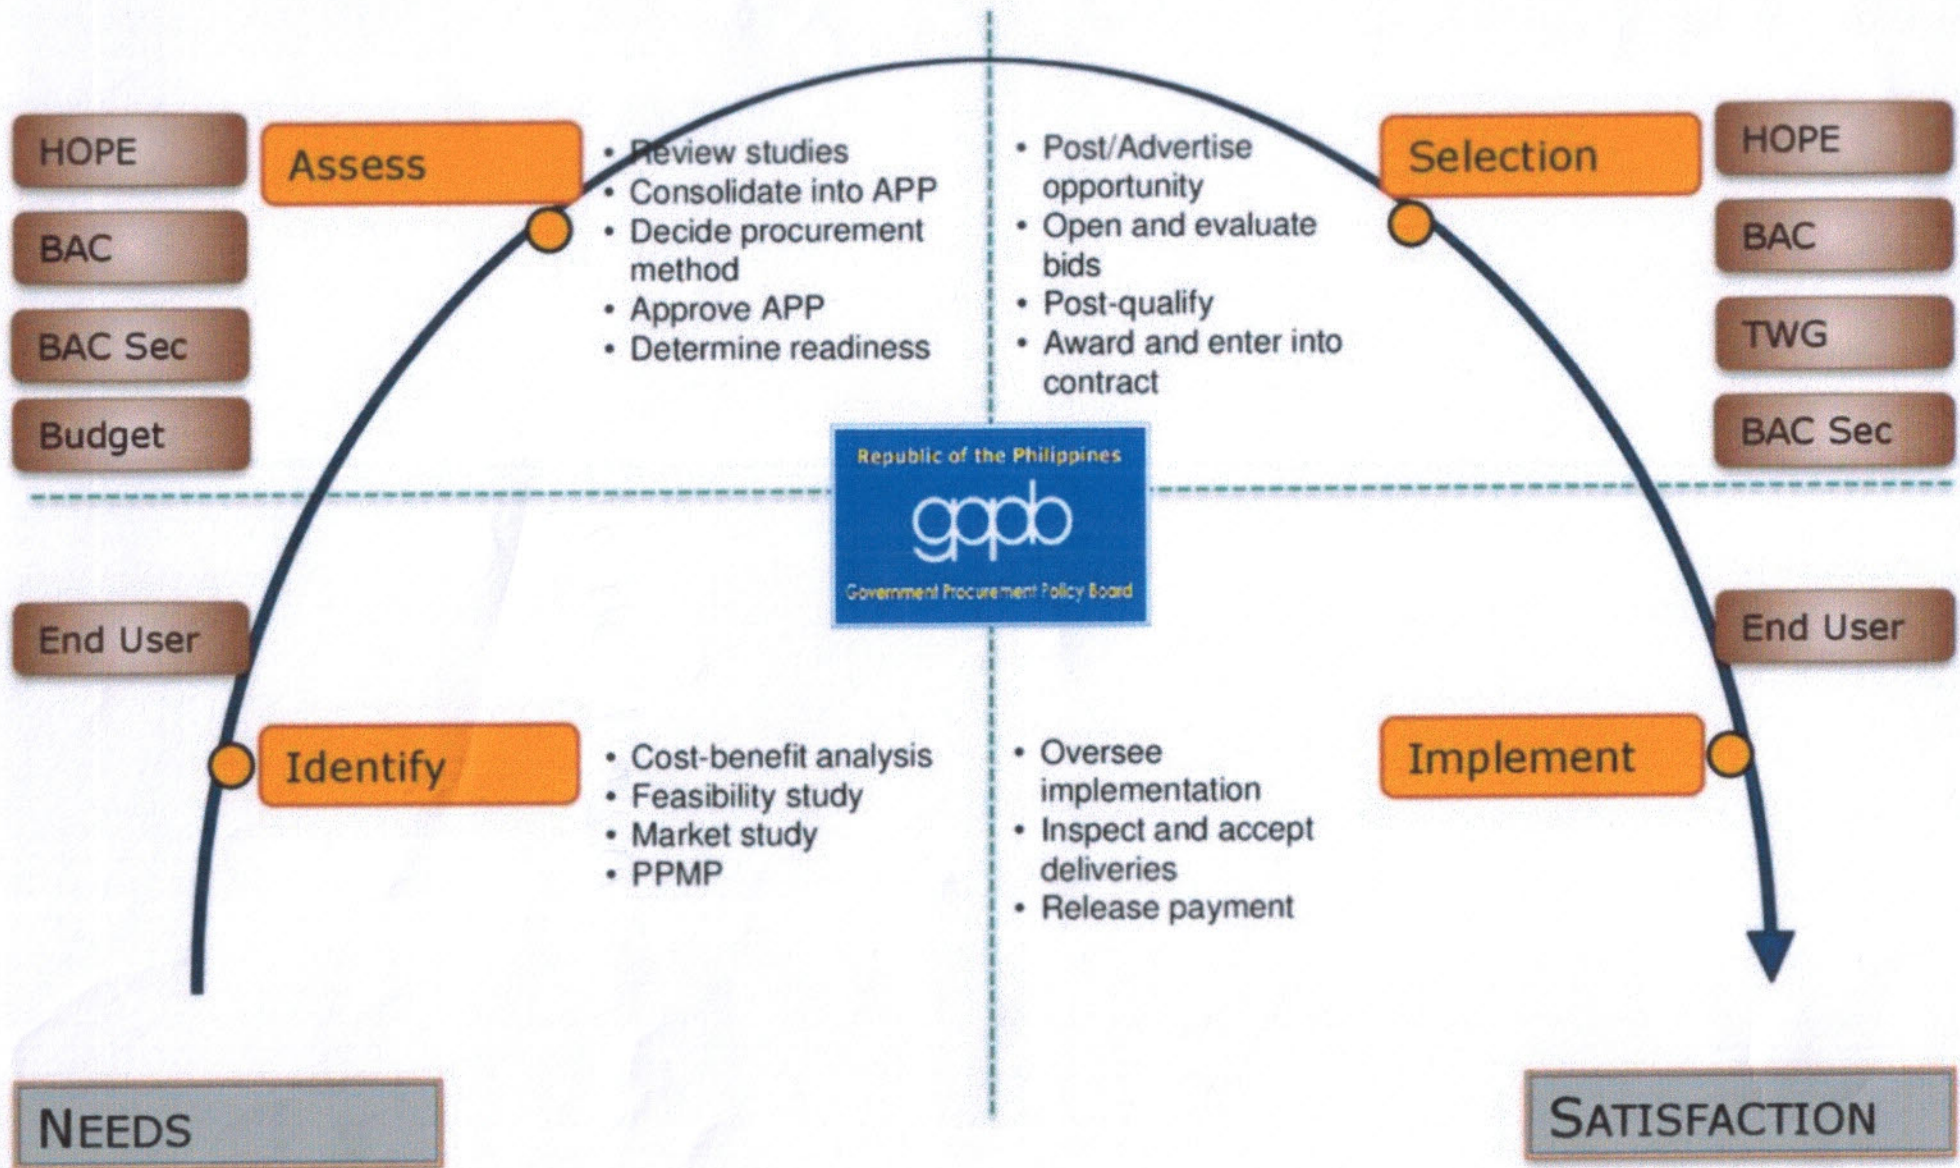 HOPE
BAC
BAC Sec
Budget
Assess
• Review studies
• Consolidate into APP
• Decide procurement
method
• Approve APP
• Determine readiness
• Post/Advertise
opportunity
• Open and evaluate
bids
• Post-qualify
• Award and enter into
contract
Selection
HOPE
BAC
TWG
BAC Sec
Republic of the Philippines
gppb
Government Procurement Policy Board
End User
Identify
• Cost-benefit analysis
• Feasibility study
• Market study
• PPMP
• Oversee
implementation
• Inspect and accept
deliveries
• Release payment
End User
Implement
NEEDS
SATISFACTION